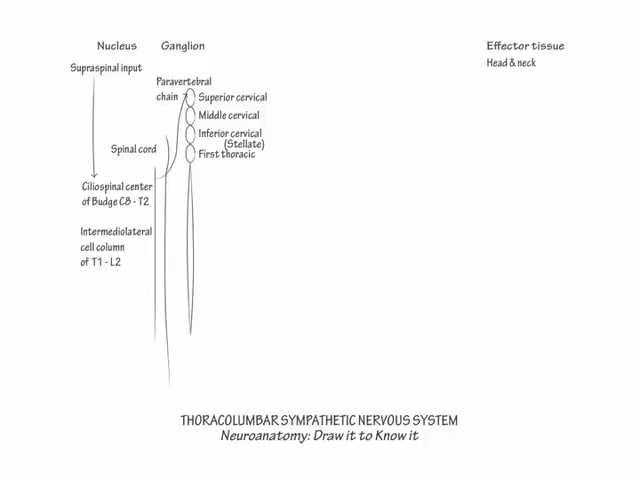 Nucleus
Ganglion
Effector tissue
Supraspinal input
Head & neck
Paravertebral
chain
Superior cervical
Middle cervical
Inferior cervical
(Stellate)
First thoracic
Spinal cord
Ciliospinal center
of Budge C8 - T2
Intermediolateral
cell column
of T1 - L2
THORACOLUMBAR SYMPATHETIC NERVOUS SYSTEM
Neuroanatomy: Draw it to Know it